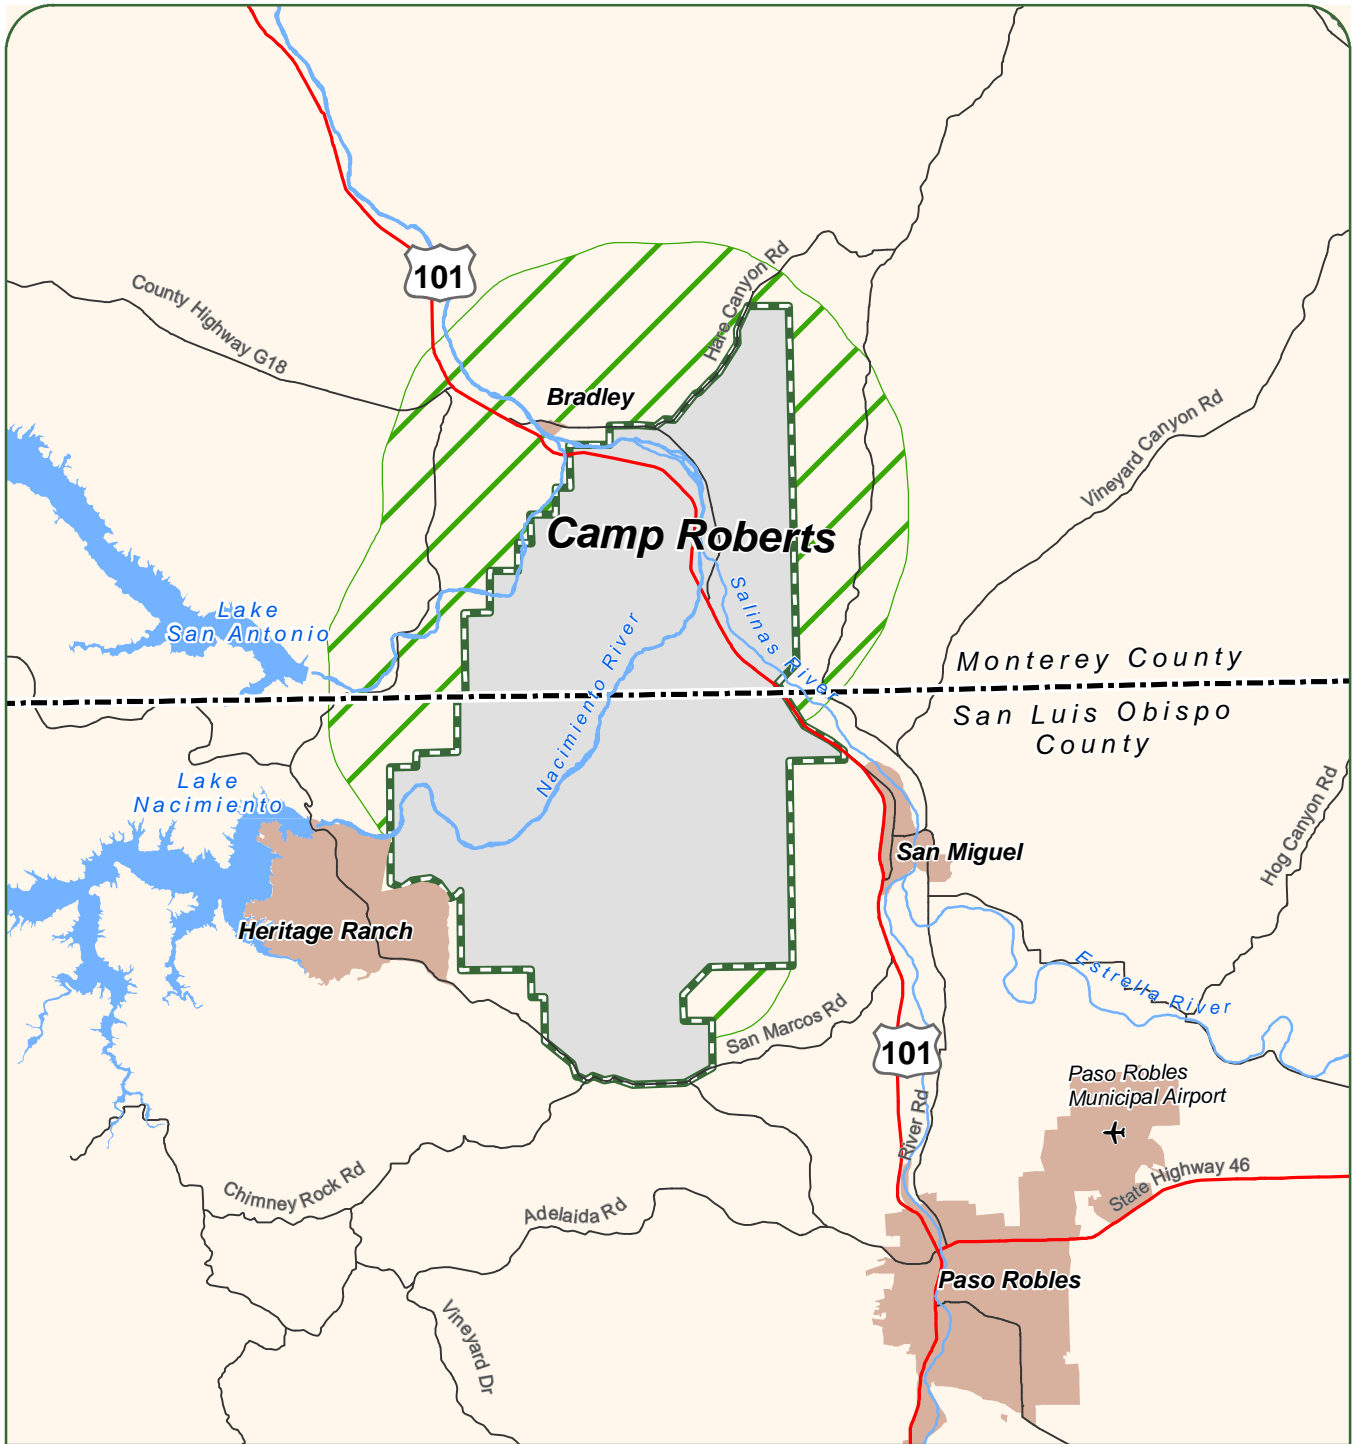 101
Hare Canyon Rd
County Highway G18
Bradley
Vineyard Canyon Rd
Camp Roberts
Lake
San Antonio
Salinas River
Nacimiento River
Monterey County
San Luis Obispo
County
Lake
Nacimiento
Hog Canyon Rd
San Miguel
Heritage Ranch
Estrella River
San Marcos Rd
101
Paso Robles
Municipal Airport
River Rd
State Highway 46
Chimney Rock Rd
Adelaida Rd
Paso Robles
Vineyard Dr